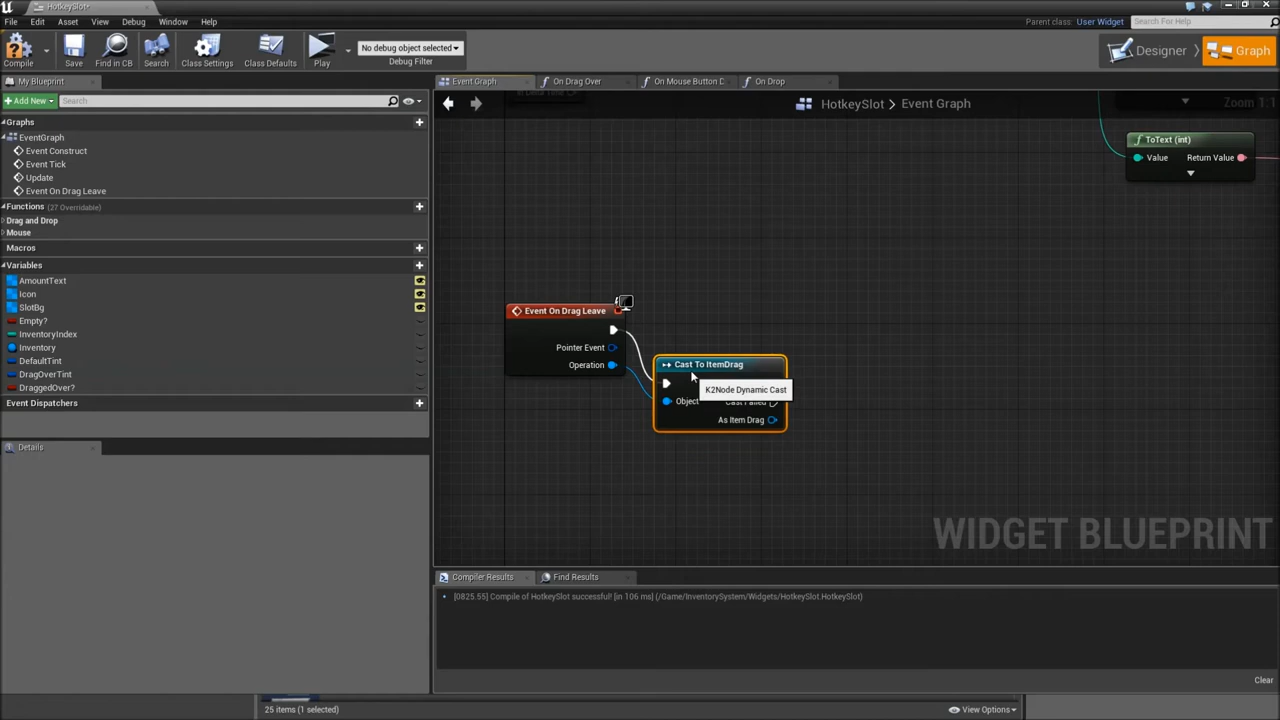 HotkeySlot*
File Edit Asset View Debug Window Help
Parent class: User Widget
Search For Help
Compile
Save
Find in CB
Search
Class Settings
Class Defaults
Play
No debug object selected
Debug Filter
Designer
Graph
My Blueprint
Event Graph
On Drag Over
On Mouse Button D
On Drop
Add New
Search
HotkeySlot > Event Graph
Zoom 1:1
Graphs
EventGraph
Event Construct
Event Tick
Update
Event On Drag Leave
Functions (27 Overridable)
Drag and Drop
Mouse
Macros
Variables
AmountText
Icon
SlotBg
Empty?
InventoryIndex
Inventory
DefaultTint
DragOverTint
DraggedOver?
Event Dispatchers
Details
ToText (int)
Value
Return Value
Event On Drag Leave
Pointer Event
Operation
Cast To ItemDrag
K2Node Dynamic Cast
Object
Cast Failed
As Item Drag
WIDGET BLUEPRINT
Compiler Results
Find Results
[0825.55] Compile of HotkeySlot successful! [in 106 ms] (/Game/InventorySystem/Widgets/HotkeySlot.HotkeySlot)
Clear
25 items (1 selected)
View Options